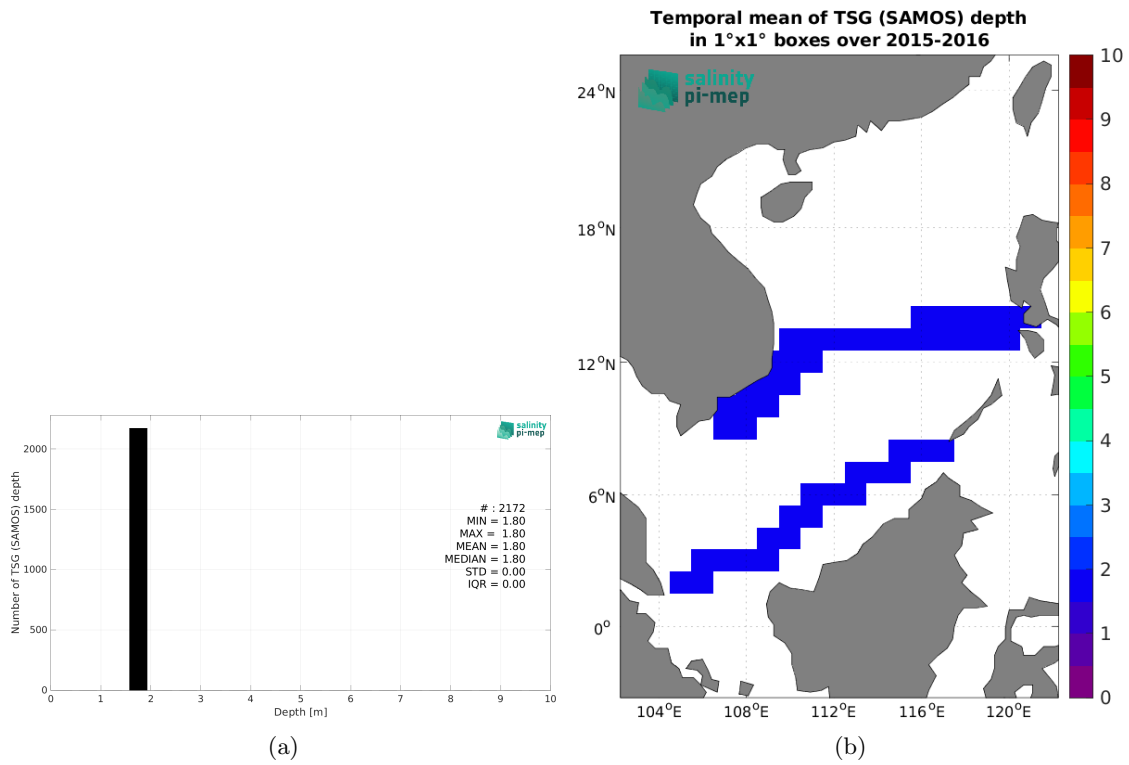 Temporal mean of TSG (SAMOS) depth
in 1°x1° boxes over 2015-2016
salinity
pi-mep
24°N
18°N
12°N
6°N
0°
104°E
108°E
112°E
116°E
120°E
10
9
8
7
6
5
4
3
2
1
0
(b)
Number of TSG (SAMOS) depth
2000
1500
1000
500
0
salinity
pi-mep
# : 2172
MIN = 1.80
MAX = 1.80
MEAN = 1.80
MEDIAN = 1.80
STD = 0.00
IQR = 0.00
0 1 2 3 4 5 6 7 8 9 10
Depth [m]
(a)